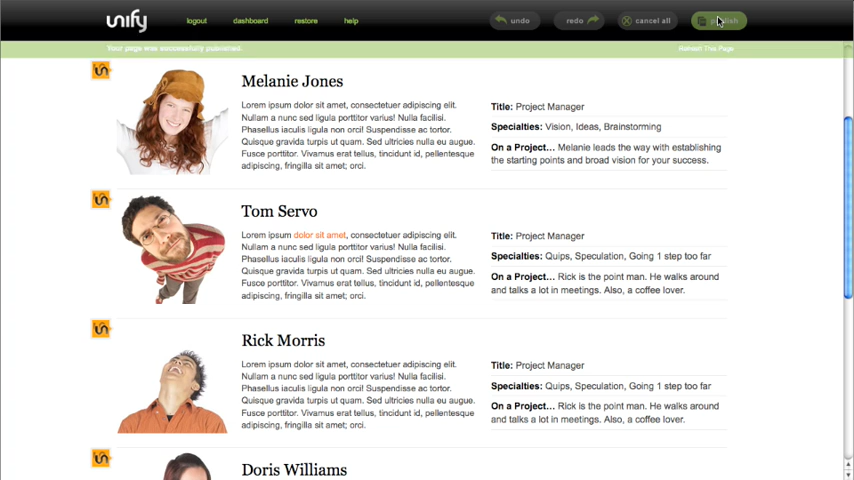 unify logout dashboard restore help undo redo cancel all publish
Your page was successfully published. Refresh This Page
Melanie Jones
Lorem ipsum dolor sit amet, consectetuer adipiscing elit.
Nullam a nunc sed ligula porttitor varius! Nulla facilisi.
Phasellus iaculis ligula non orci! Suspendisse ac tortor.
Quisque gravida turpis ut quam. Sed ultricies nulla eu augue.
Fusce porttitor. Vivamus erat tellus, tincidunt id, pellentesque
adipiscing, fringilla sit amet; orci.
Title: Project Manager
Specialties: Vision, Ideas, Brainstorming
On a Project... Melanie leads the way with establishing
the starting points and broad vision for your success.
Tom Servo
Lorem ipsum dolor sit amet, consectetuer adipiscing elit.
Nullam a nunc sed ligula porttitor varius! Nulla facilisi.
Phasellus iaculis ligula non orci! Suspendisse ac tortor.
Quisque gravida turpis ut quam. Sed ultricies nulla eu augue.
Fusce porttitor. Vivamus erat tellus, tincidunt id, pellentesque
adipiscing, fringilla sit amet; orci.
Title: Project Manager
Specialties: Quips, Speculation, Going 1 step too far
On a Project... Rick is the point man. He walks around
and talks a lot in meetings. Also, a coffee lover.
Rick Morris
Lorem ipsum dolor sit amet, consectetuer adipiscing elit.
Nullam a nunc sed ligula porttitor varius! Nulla facilisi.
Phasellus iaculis ligula non orci! Suspendisse ac tortor.
Quisque gravida turpis ut quam. Sed ultricies nulla eu augue.
Fusce porttitor. Vivamus erat tellus, tincidunt id, pellentesque
adipiscing, fringilla sit amet; orci.
Title: Project Manager
Specialties: Quips, Speculation, Going 1 step too far
On a Project... Rick is the point man. He walks around
and talks a lot in meetings. Also, a coffee lover.
Doris Williams